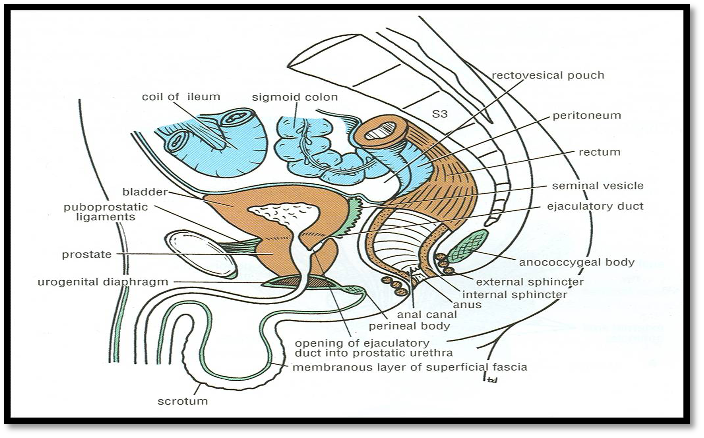 rectovesical pouch
coil of ileum
sigmoid colon
S3
peritoneum
rectum
bladder
seminal vesicle
puboprostatic
ligaments
ejaculatory duct
prostate
anococcygeal body
urogenital diaphragm
external sphincter
internal sphincter
anus
anal canal
perineal body
opening of ejaculatory
duct into prostatic urethra
membranous layer of superficial fascia
scrotum